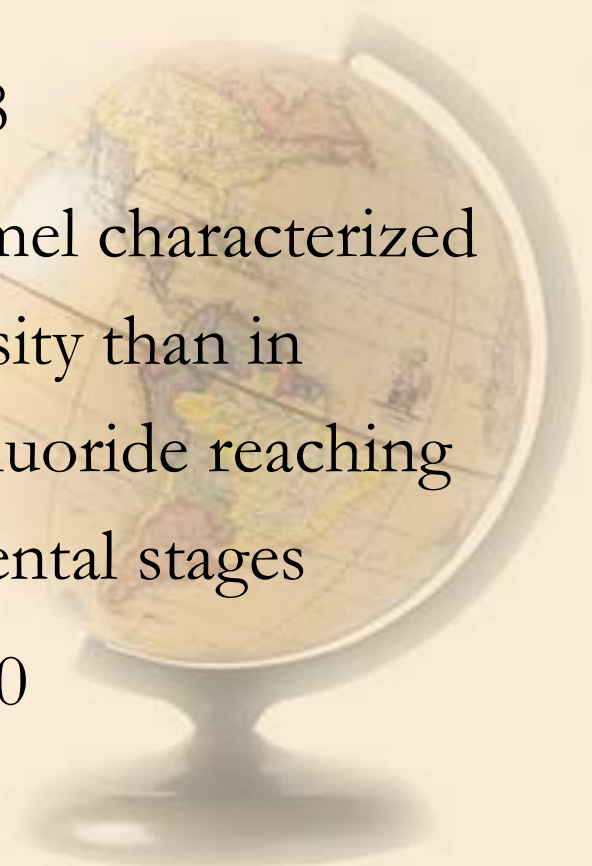 3
mel characterized
sity than in
luoride reaching
ental stages
0